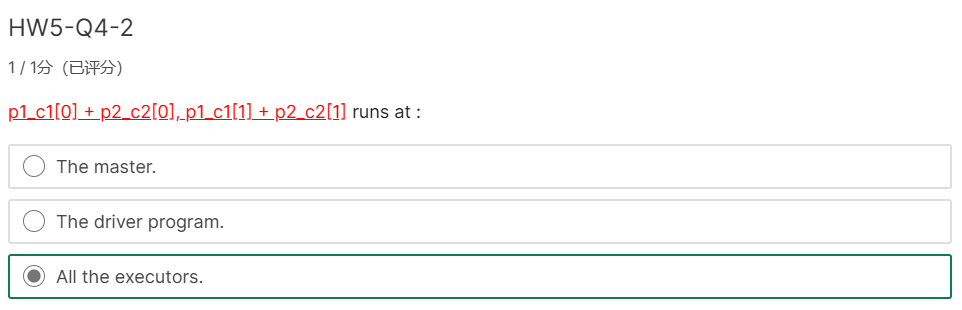 HW5-Q4-2
1 / 1分 (已评分)
p1_c1[0] + p2_c2[0], p1_c1[1] + p2_c2[1] runs at :
The master.
The driver program.
All the executors.